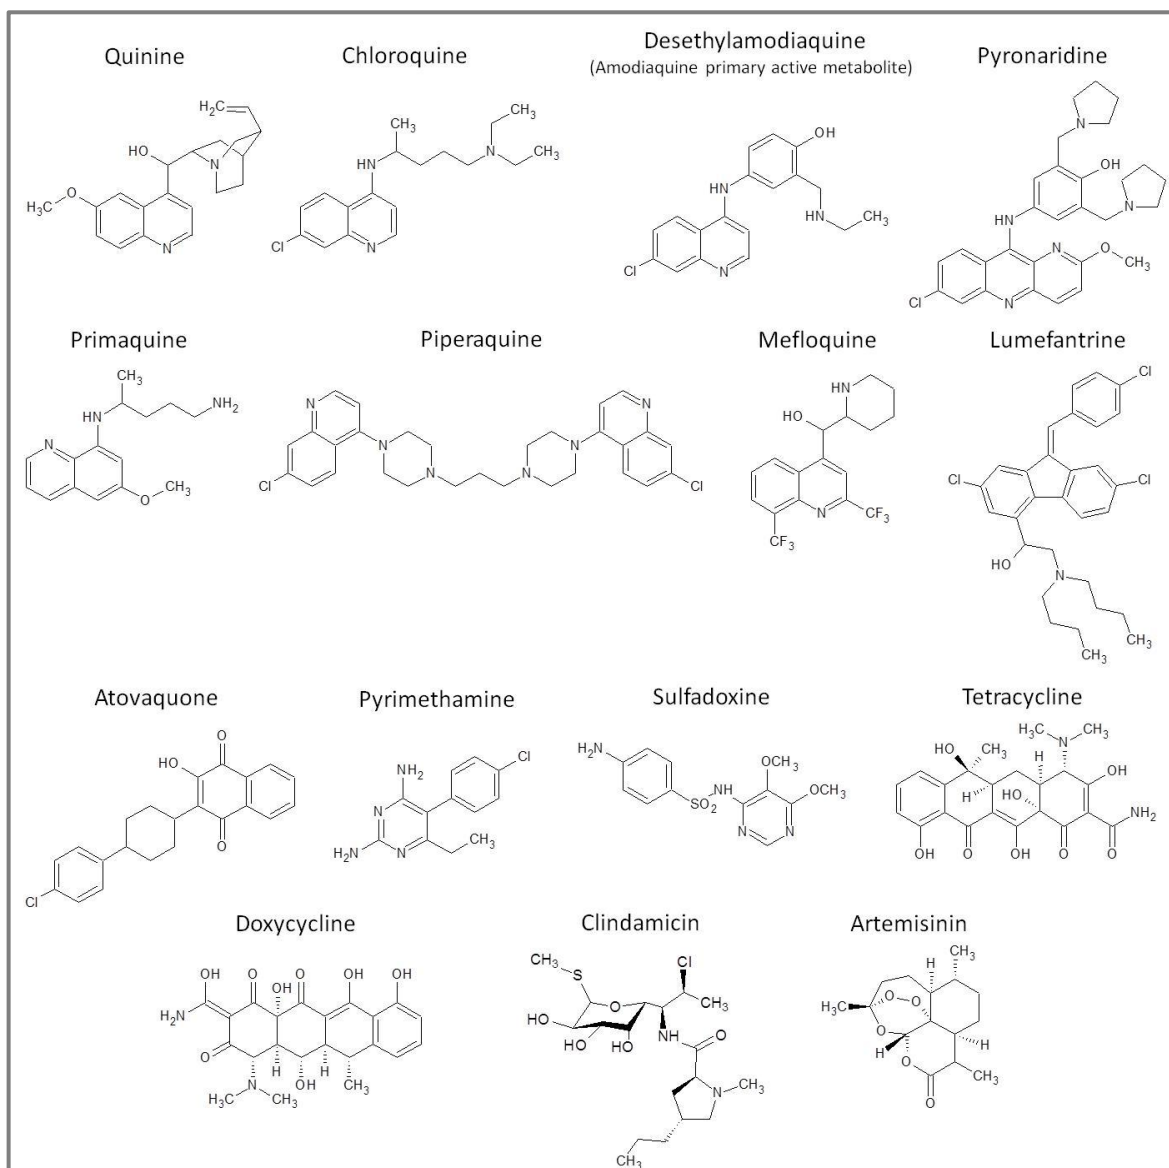 Quinine
Chloroquine
Desethylamodiaquine
(Amodiaquine primary active metabolite)
Pyronaridine
H2C
HO
N
O
H3C
N
CH3
CH3
HN
N
CH3
Cl
N
OH
HN
HN
CH3
Cl
N
N
OH
N
HN
N
O
CH3
Cl
N
Primaquine
Piperaquine
Mefloquine
Lumefantrine
CH3
NH2
HN
N
O
CH3
N
N
N
N
N
N
Cl
Cl
HN
HO
N
CF3
CF3
Cl
Cl
Cl
HO
N
CH3
CH3
Atovaquone
Pyrimethamine
Sulfadoxine
Tetracycline
O
HO
O
Cl
NH2
Cl
N
H2N
N
CH3
H2N
OCH3
NH
OCH3
SO2
N
N
H3C
CH3
N
HO
CH3
H
OH
H
HO
NH2
OH
O
OH
O
O
Doxycycline
Clindamicin
Artemisinin
OH
O
O
OH
OH
OH
H2N
O
H
H
N
OH
CH3
H3C
CH3
CH3
Cl
S
O
CH3
HO
HO
OH
HN
O
N
CH3
CH3
CH3
H
H3C
O
O
O
H
H
O
CH3
O